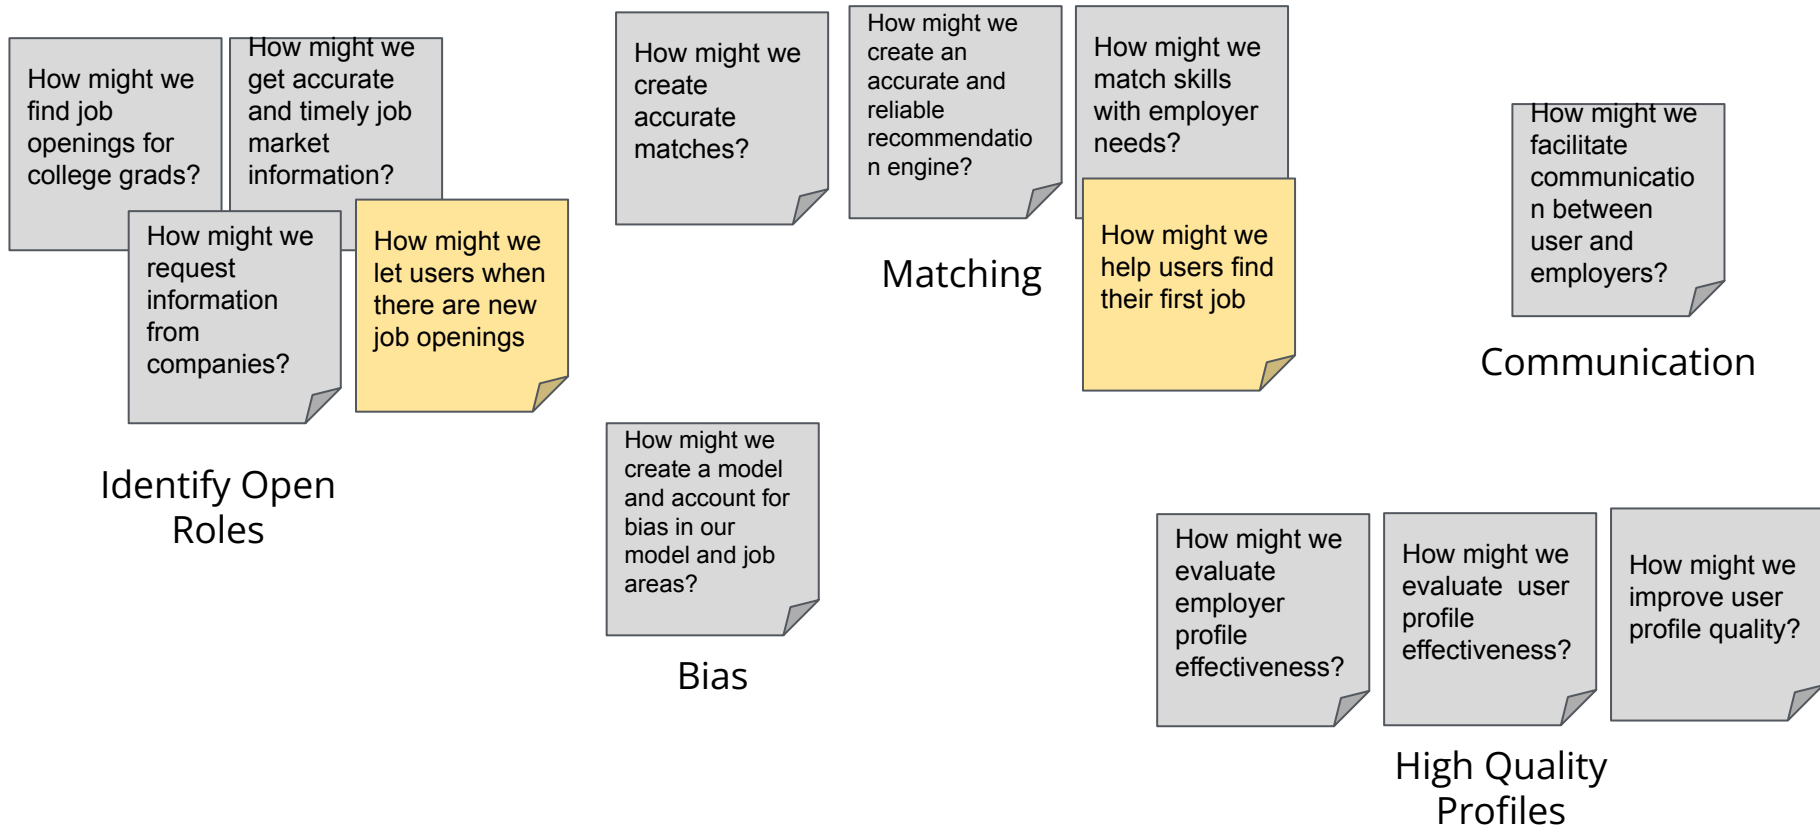 How might we
find job
openings for
college grads?
How might we
get accurate
and timely job
market
information?
How might we
request
information
from
companies?
How might we
let users when
there are new
job openings
Identify Open
Roles
How might we
create
accurate
matches?
How might we
create an
accurate and
reliable
recommendatio
n engine?
How might we
match skills
with employer
needs?
How might we
help users find
their first job
Matching
How might we
facilitate
communicatio
n between
user and
employers?
Communication
How might we
create a model
and account for
bias in our
model and job
areas?
Bias
How might we
evaluate
employer
profile
effectiveness?
How might we
evaluate  user
profile
effectiveness?
How might we
improve user
profile quality?
High Quality
Profiles